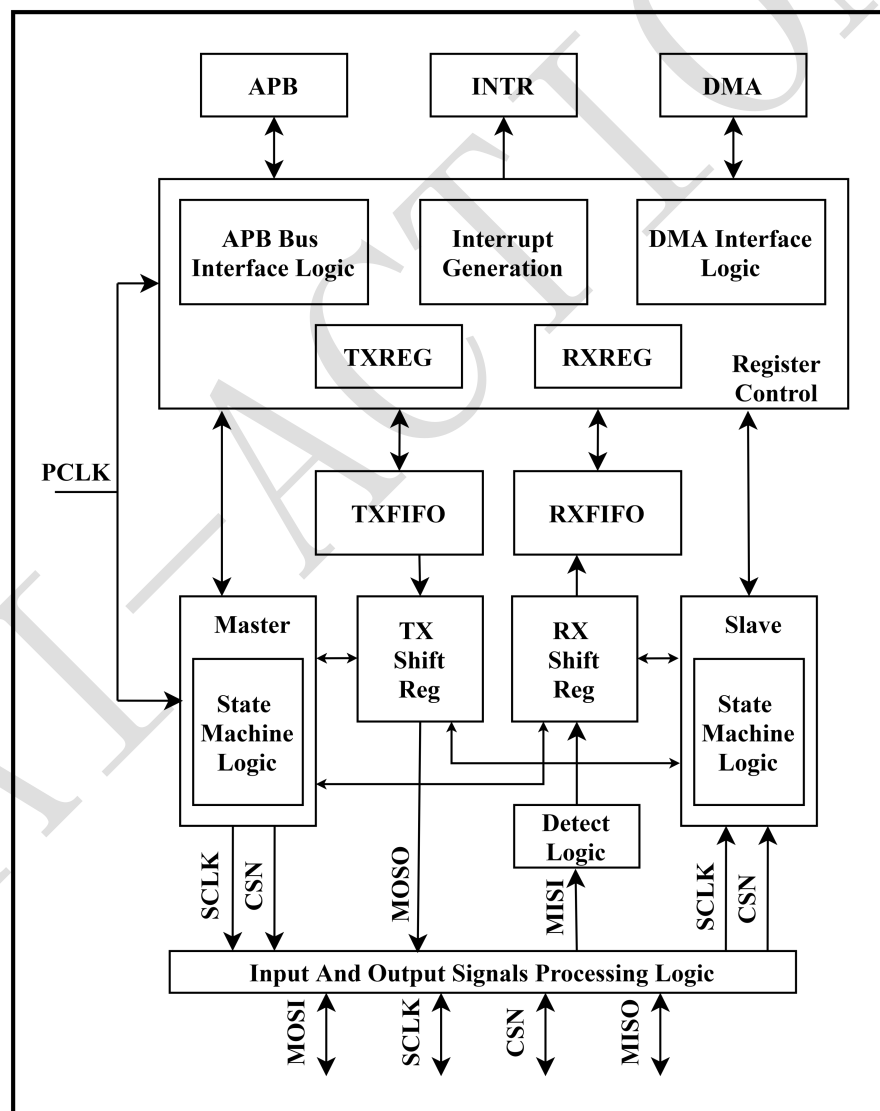 APB
INTR
DMA
APB Bus
Interface Logic
Interrupt
Generation
DMA Interface
Logic
TXREG
RXREG
Register
Control
PCLK
TXFIFO
RXFIFO
Master
TX
Shift
Reg
RX
Shift
Reg
Slave
State
Machine
Logic
State
Machine
Logic
Detect
Logic
SCLK
CSN
MOSO
MISI
SCLK
CSN
Input And Output Signals Processing Logic
MOSI
SCLK
CSN
MISO